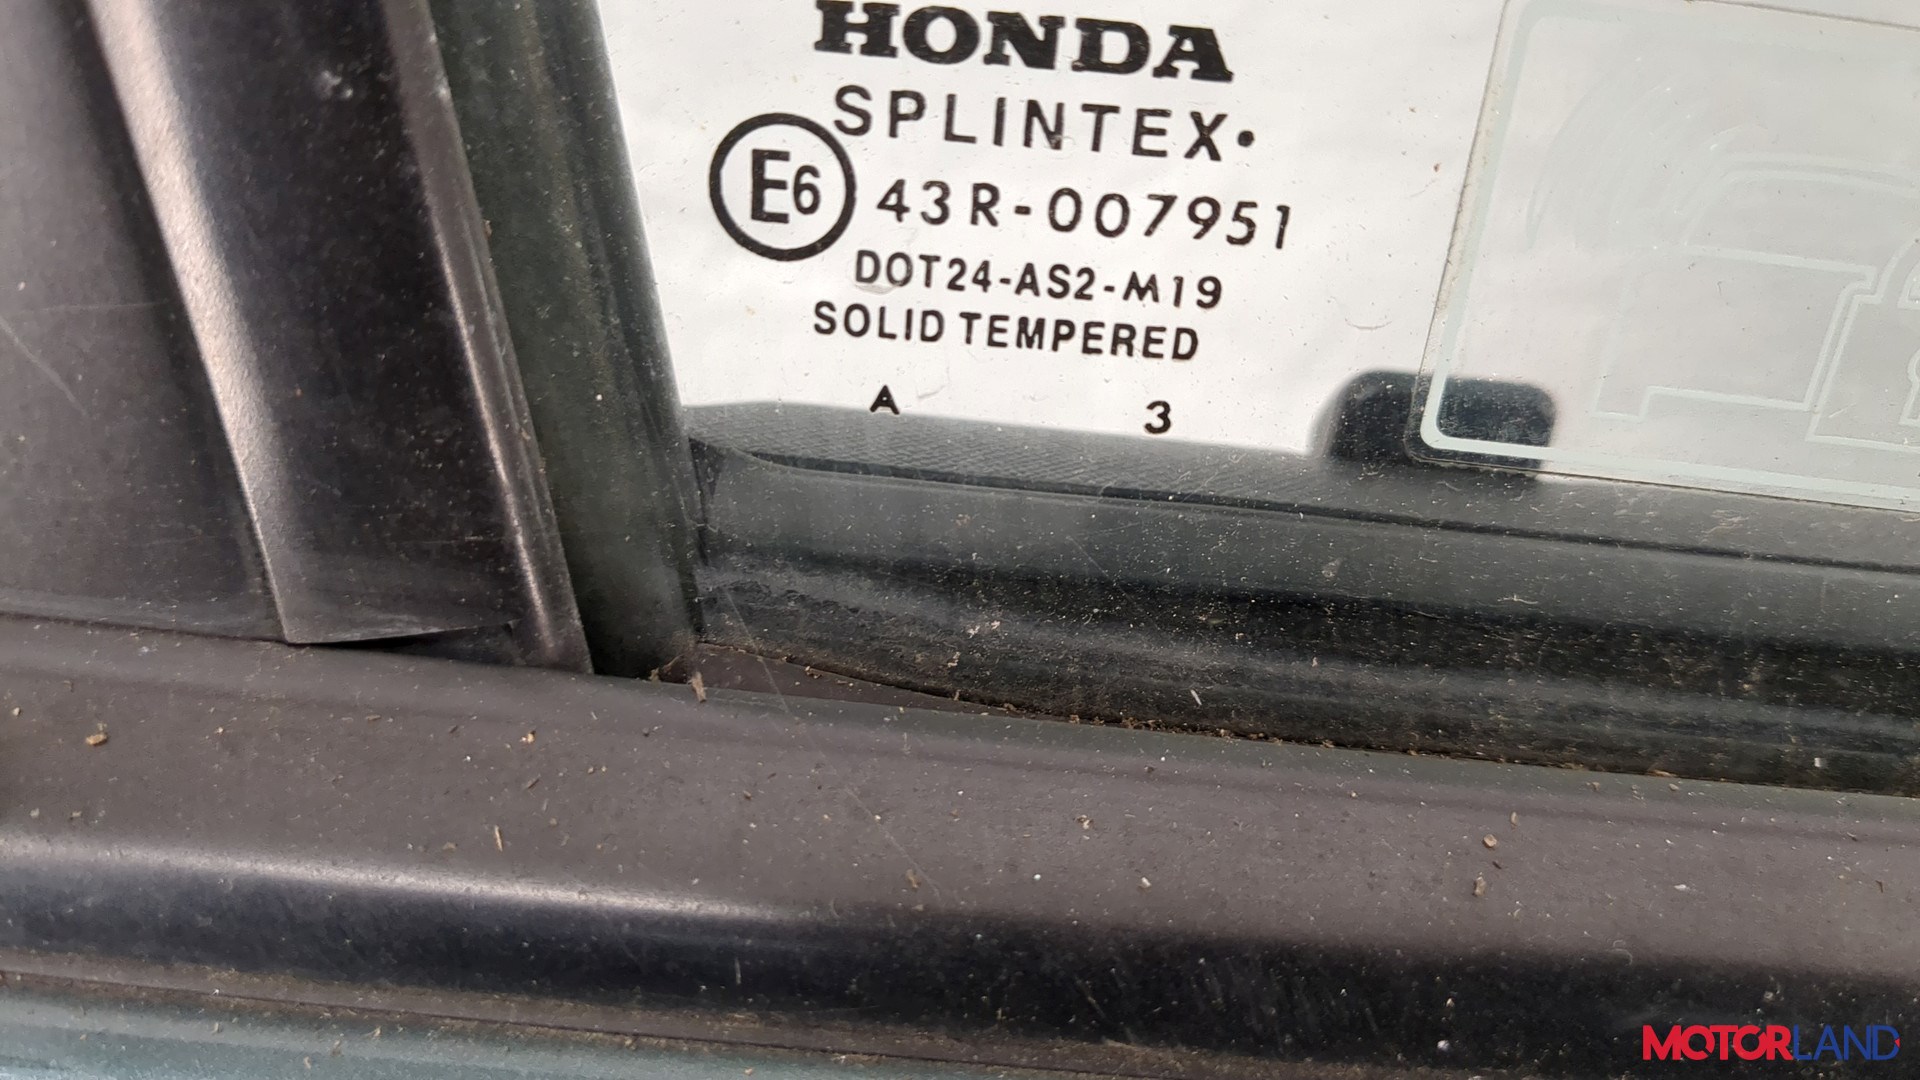 HONDA
SPLINTEX.
E6 43R-007951
DOT24-AS2-M19
SOLID TEMPERED
A 3
MOTORLAND